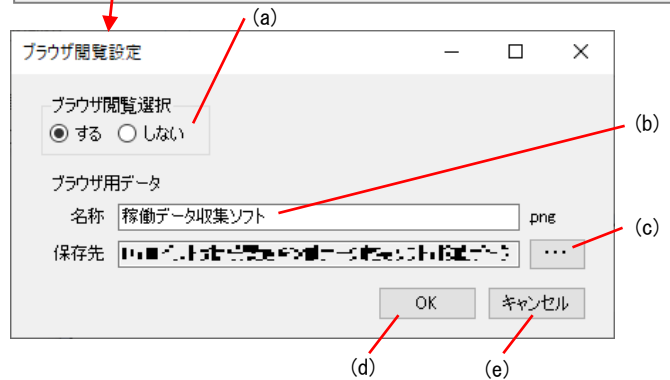 (a)
ブラウザ閲覧設定
ブラウザ閲覧選択
する しない
(b)
ブラウザ用データ
名称 稼働データ収集ソフト .png
(c)
保存先 ...
OK キャンセル
(d) (e)